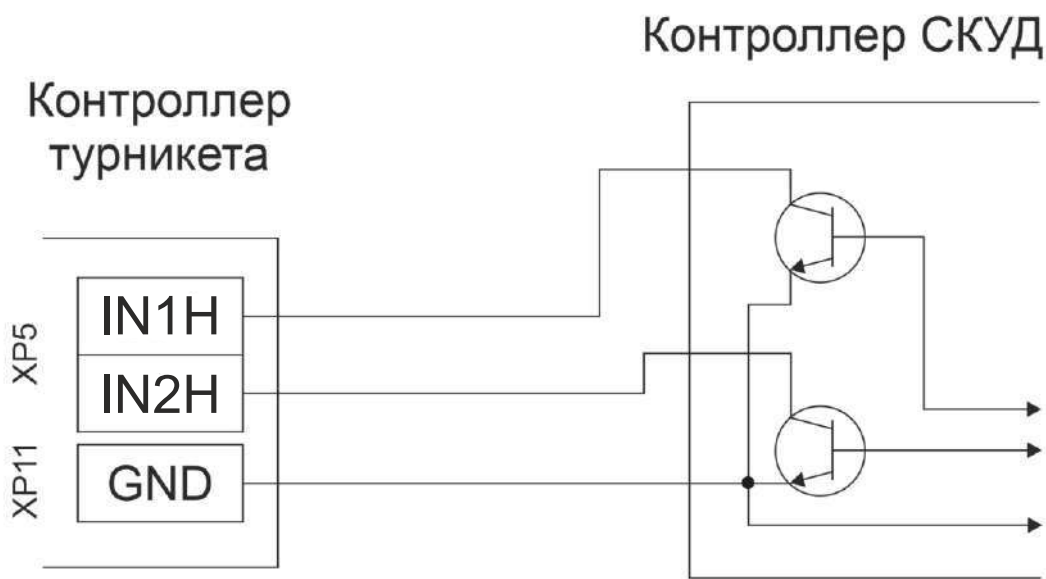 Контроллер СКУД
Контроллер
турникета
XP5
IN1H
IN2H
XP11
GND